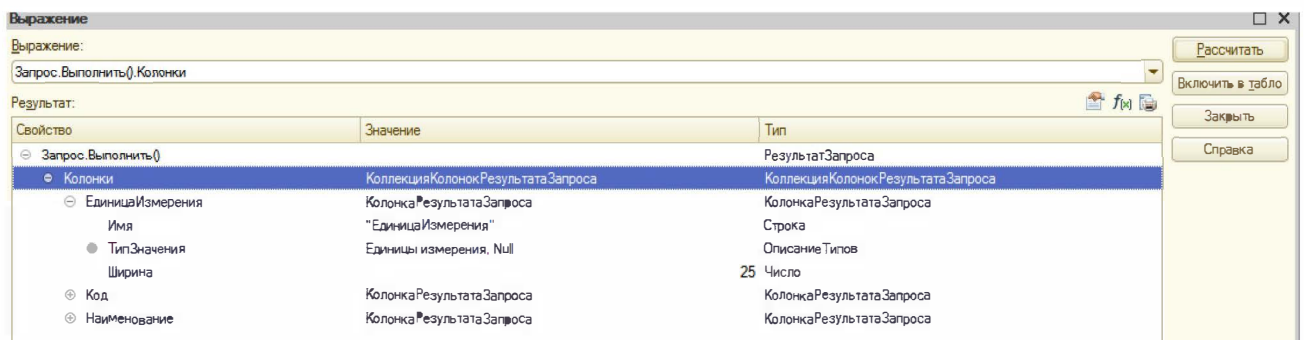 Выражение
Выражение:
Запрос.Выполнить().Колонки
Рассчитать
Включить в табло
Закрыть
Справка
Результат:
f(x)
Свойство Значение Тип
Запрос.Выполнить() РезультатЗапроса
Колонки КоллекцияКолонокРезультатаЗапроса КоллекцияКолонокРезультатаЗапроса
ЕдиницаИзмерения КолонкаРезультатаЗапроса КолонкаРезультатаЗапроса
Имя "ЕдиницаИзмерения" Строка
ТипЗначения Единицы измерения, Null ОписаниеТипов
Ширина 25 Число
Код КолонкаРезультатаЗапроса КолонкаРезультатаЗапроса
Наименование КолонкаРезультатаЗапроса КолонкаРезультатаЗапроса